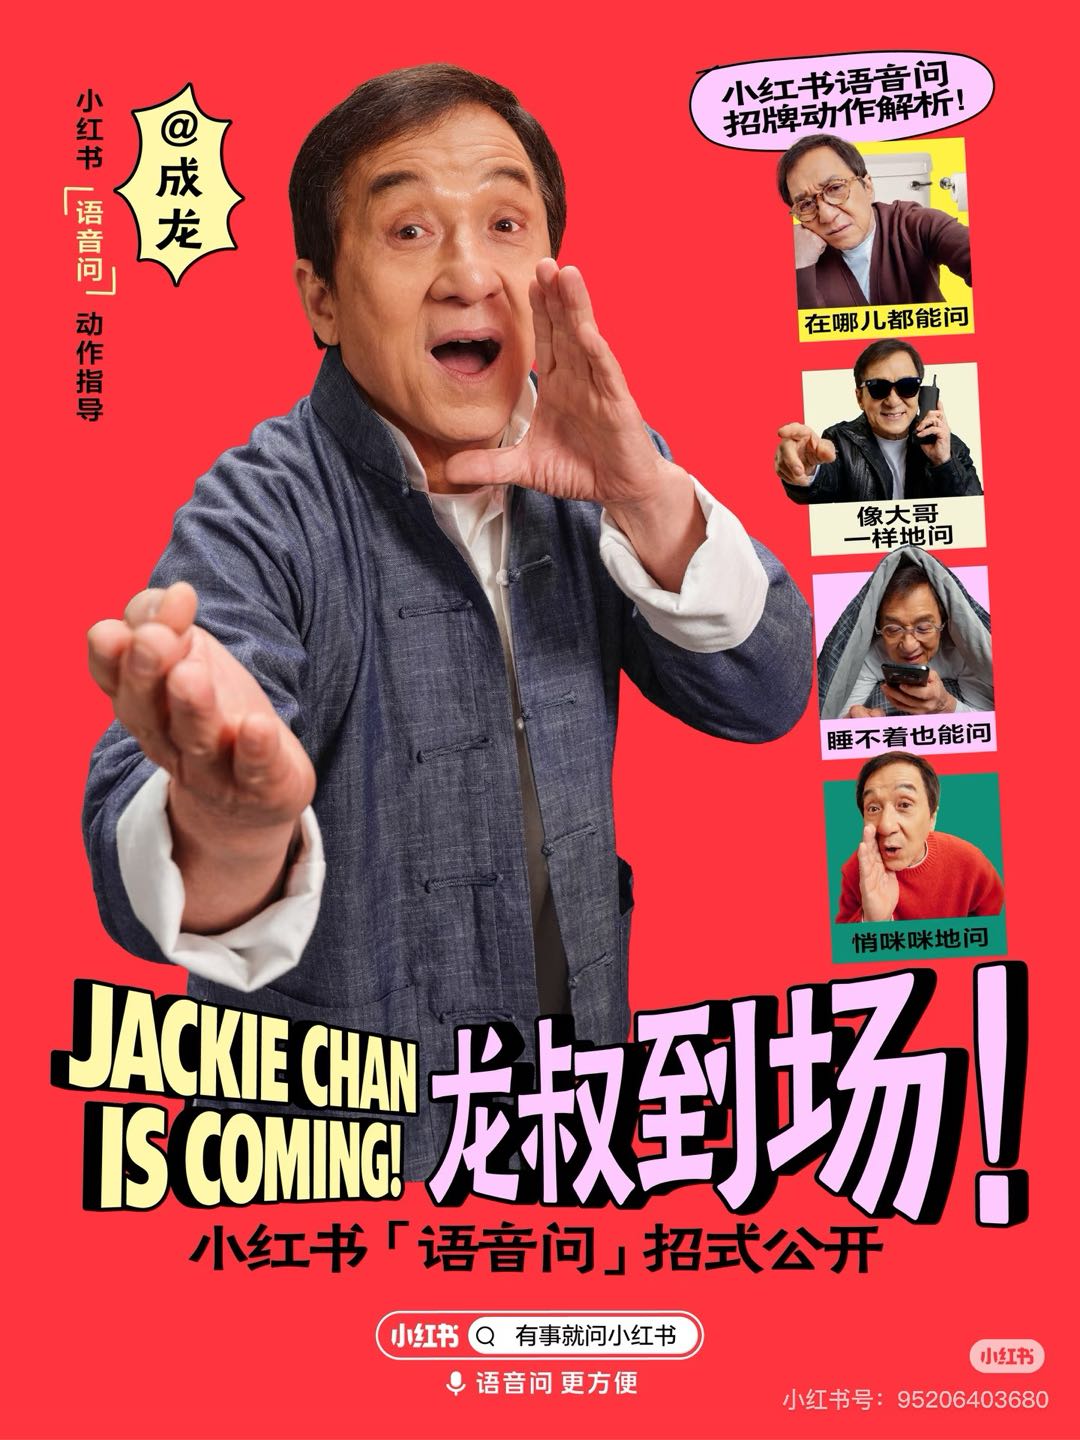 小红书
「语音问」
动作指导
@成龙
小红书语音问
招牌动作解析！
在哪儿都能问
像大哥
一样地问
睡不着也能问
悄咪咪地问
JACKIE CHAN
IS COMING!
龙叔到场！
小红书「语音问」招式公开
小红书 有事就问小红书
语音问 更方便
小红书
小红书号：95206403680